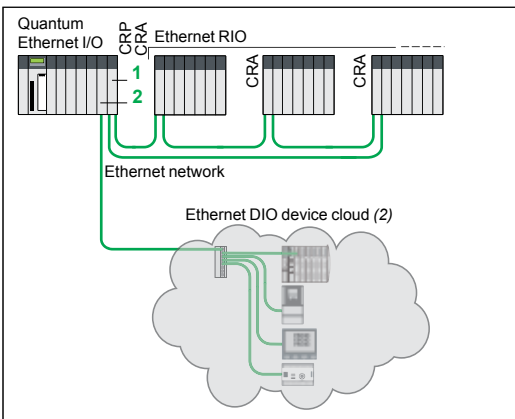 Quantum
Ethernet I/O
CRP
CRA
Ethernet RIO
1
2
CRA
CRA
Ethernet network
Ethernet DIO device cloud (2)